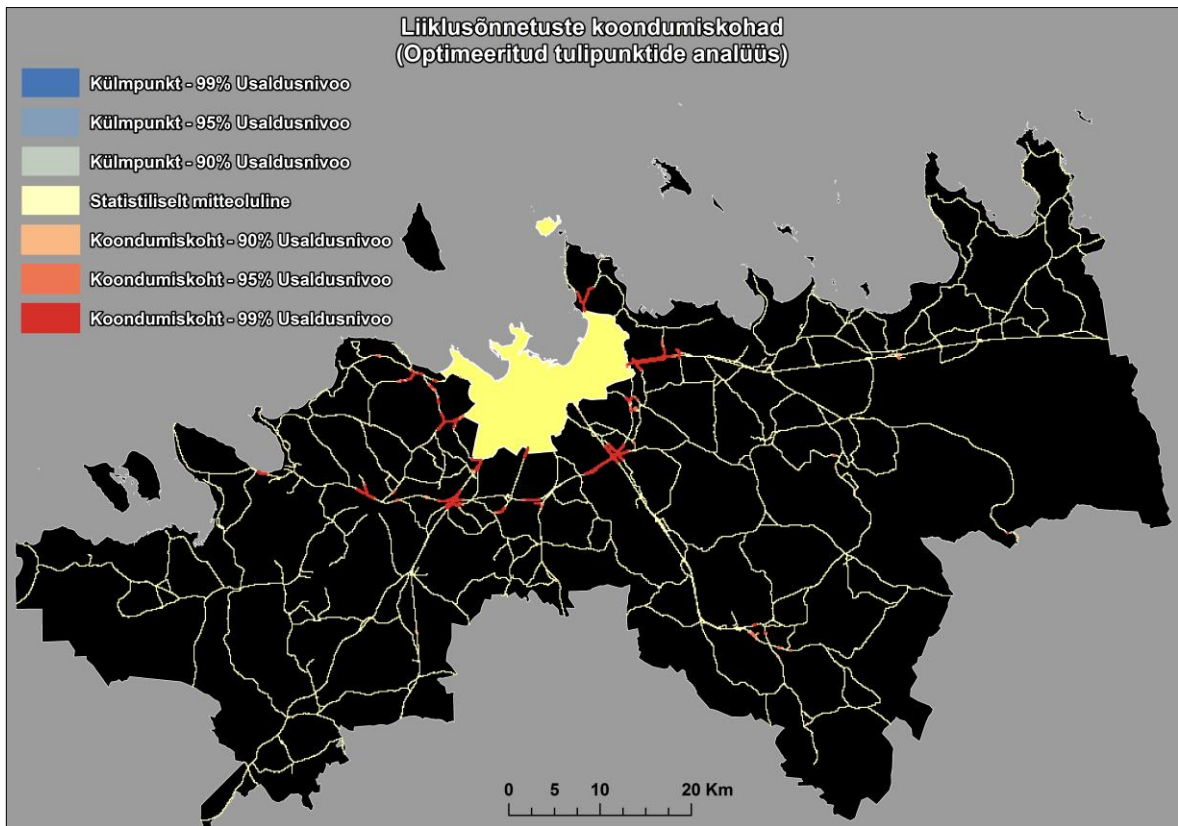 Liiklusõnnetuste koondumiskohad
(Optimeeritud tulipunktide analüüs)
Külmpunkt - 99% Usaldusnivoo
Külmpunkt - 95% Usaldusnivoo
Külmpunkt - 90% Usaldusnivoo
Statistiliselt mitteoluline
Koondumiskoht - 90% Usaldusnivoo
Koondumiskoht - 95% Usaldusnivoo
Koondumiskoht - 99% Usaldusnivoo
0 5 10 20 Km